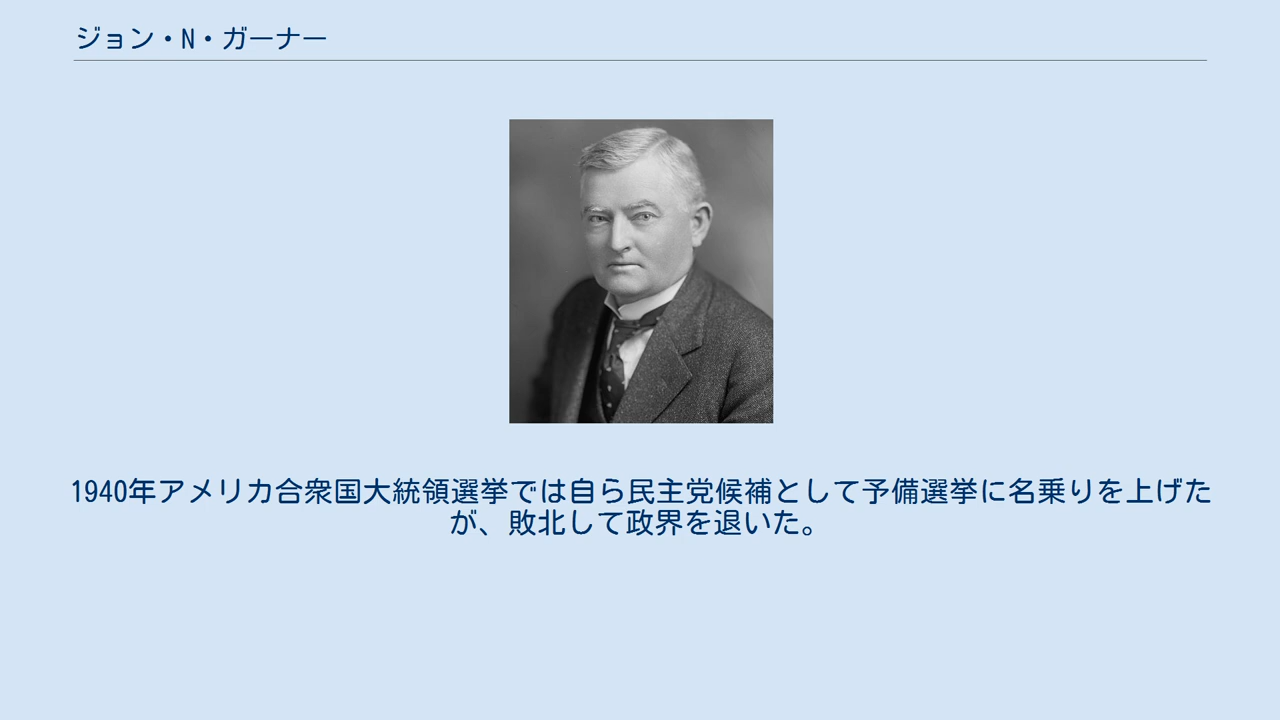 ジョン・N・ガーナー
1940年アメリカ合衆国大統領選挙では自ら民主党候補として予備選挙に名乗りを上げた
が、敗北して政界を退いた。